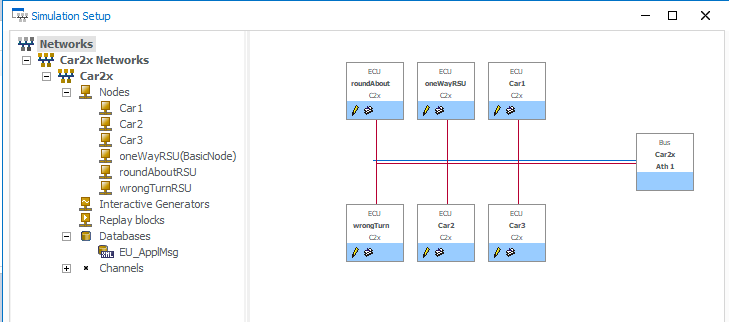 Simulation Setup
Networks
Car2x Networks
Car2x
Nodes
Car1
Car2
Car3
oneWayRSU(BasicNode)
roundAboutRSU
wrongTurnRSU
Interactive Generators
Replay blocks
Databases
EU_ApplMsg
Channels
ECU
roundAbout
C2x
ECU
oneWayRSU
C2x
ECU
Car1
C2x
Bus
Car2x
Ath 1
ECU
wrongTurn
C2x
ECU
Car2
C2x
ECU
Car3
C2x